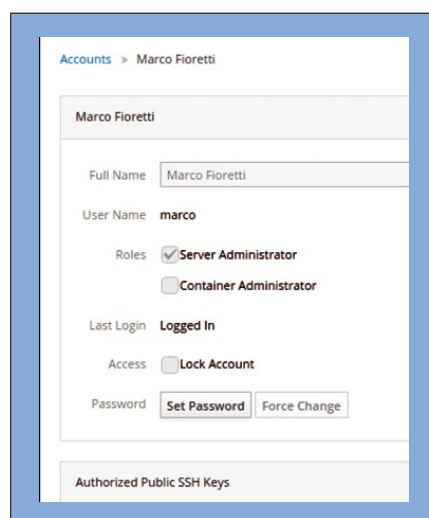 Accounts » Marco Fioretti
Marco Fioretti
Full Name Marco Fioretti
User Name marco
Roles Server Administrator
Container Administrator
Last Login Logged In
Access Lock Account
Password Set Password Force Change
Authorized Public SSH Keys